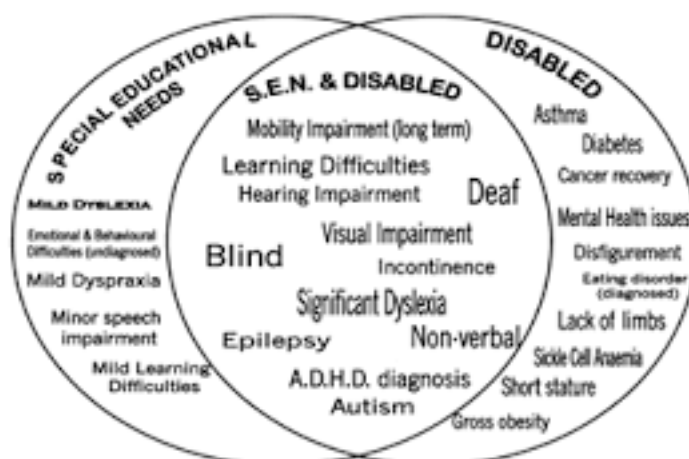 SPECIAL EDUCATIONAL
NEEDS
MILD DYSLEXIA
Emotional & Behavioural
Difficulties (undiagnosed)
Mild Dyspraxia
Minor speech
impairment
Mild Learning
Difficulties
S.E.N. & DISABLED
Mobility Impairment (long term)
Learning Difficulties
Hearing Impairment
Deaf
Visual Impairment
Blind
Incontinence
Significant Dyslexia
Epilepsy
Non-verbal
A.D.H.D. diagnosis
Autism
DISABLED
Asthma
Diabetes
Cancer recovery
Mental Health issues
Disfigurement
Eating disorder
(diagnosed)
Lack of limbs
Sickle Cell Anaemia
Short stature
Gross obesity